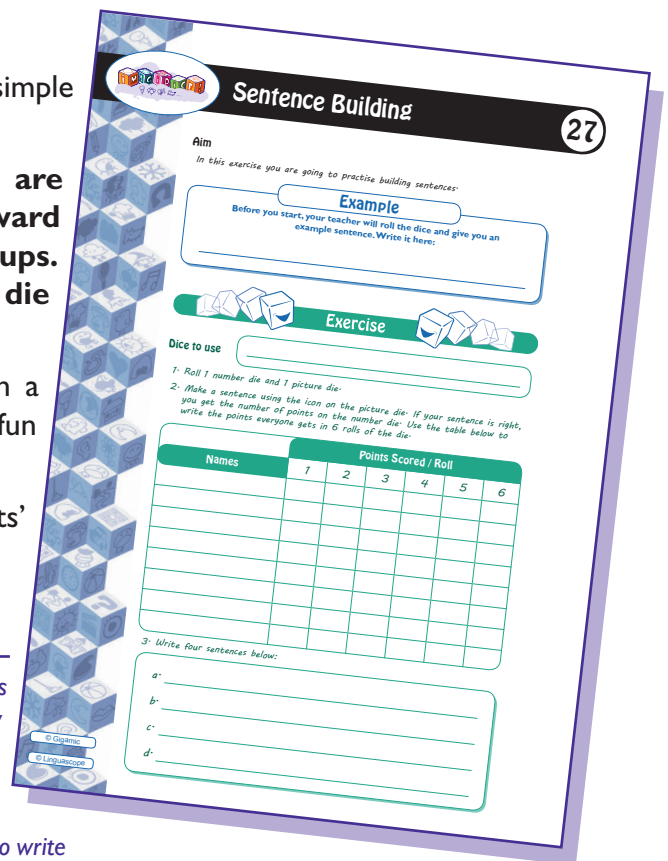 simple
are
ward
ups.
die
n a
fun
ts’
s
o write
Sentence Building
27
Aim
In this exercise you are going to practise building sentences.
Example
Before you start, your teacher will roll the dice and give you an
example sentence. Write it here:
Exercise
Dice to use
1. Roll 1 number die and 1 picture die.
2. Make a sentence using the icon on the picture die. If your sentence is right,
you get the number of points on the number die. Use the table below to
write the points everyone gets in 6 rolls of the die.
Names
Points Scored / Roll
1 2 3 4 5 6
3. Write four sentences below:
a.
b.
c.
d.
© Gigamic
© Linguascope